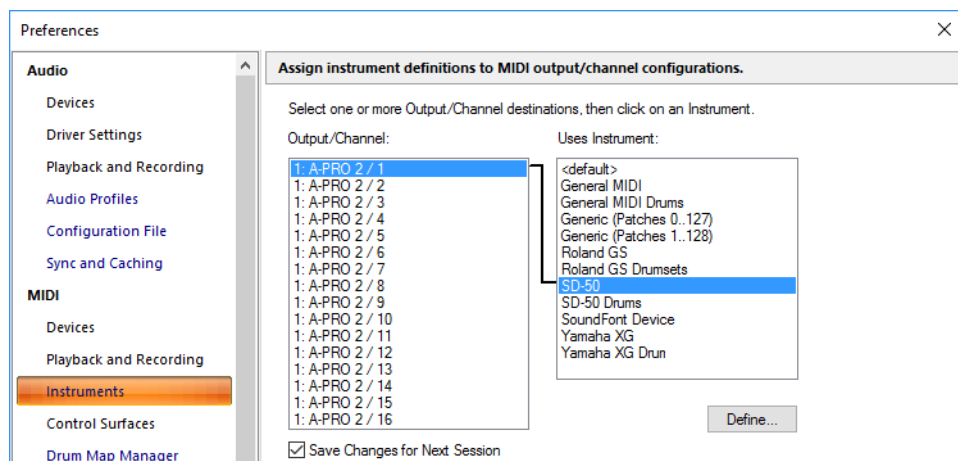 Preferences
Audio
Devices
Driver Settings
Playback and Recording
Audio Profiles
Configuration File
Sync and Caching
MIDI
Devices
Playback and Recording
Instruments
Control Surfaces
Drum Map Manager
Assign instrument definitions to MIDI output/channel configurations.
Select one or more Output/Channel destinations, then click on an Instrument.
Output/Channel:
1: A-PRO 2 / 1
1: A-PRO 2 / 2
1: A-PRO 2 / 3
1: A-PRO 2 / 4
1: A-PRO 2 / 5
1: A-PRO 2 / 6
1: A-PRO 2 / 7
1: A-PRO 2 / 8
1: A-PRO 2 / 9
1: A-PRO 2 / 10
1: A-PRO 2 / 11
1: A-PRO 2 / 12
1: A-PRO 2 / 13
1: A-PRO 2 / 14
1: A-PRO 2 / 15
1: A-PRO 2 / 16
Uses Instrument:
<default>
General MIDI
General MIDI Drums
Generic (Patches 0..127)
Generic (Patches 1..128)
Roland GS
Roland GS Drumsets
SD-50
SD-50 Drums
SoundFont Device
Yamaha XG
Yamaha XG Drum
Define...
Save Changes for Next Session